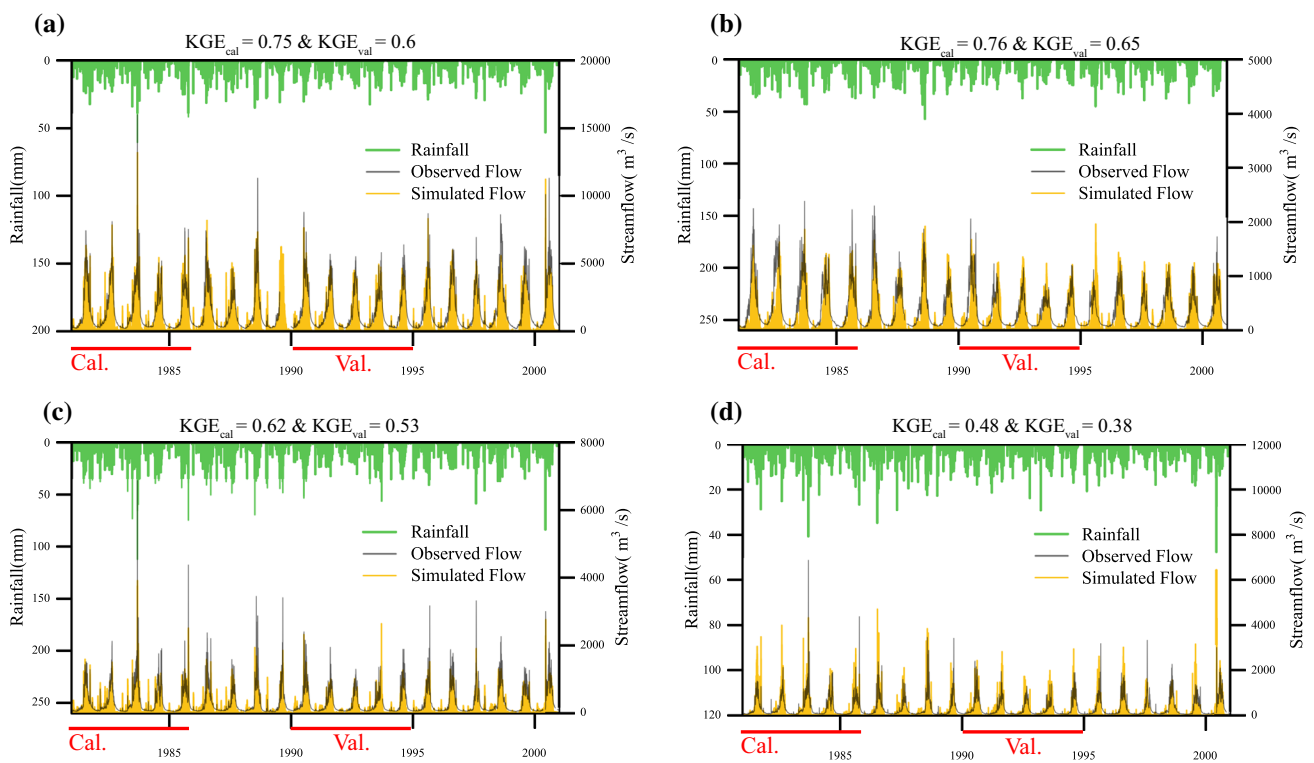 (a)
KGEcal = 0.75 & KGEval = 0.6
0
50
100
150
200
Rainfall(mm)
20000
15000
10000
5000
0
Streamflow( m3 /s)
Rainfall
Observed Flow
Simulated Flow
Cal.
Val.
1985
1990
1995
2000
(b)
KGEcal = 0.76 & KGEval = 0.65
0
50
100
150
200
250
Rainfall(mm)
5000
4000
3000
2000
1000
0
Streamflow( m3 /s)
Rainfall
Observed Flow
Simulated Flow
Cal.
Val.
1985
1990
1995
2000
(c)
KGEcal = 0.62 & KGEval = 0.53
0
50
100
150
200
250
Rainfall(mm)
8000
6000
4000
2000
0
Streamflow( m3 /s)
Rainfall
Observed Flow
Simulated Flow
Cal.
Val.
1985
1990
1995
2000
(d)
KGEcal = 0.48 & KGEval = 0.38
0
20
40
60
80
100
120
Rainfall(mm)
12000
10000
8000
6000
4000
2000
0
Streamflow( m3 /s)
Rainfall
Observed Flow
Simulated Flow
Cal.
Val.
1985
1990
1995
2000